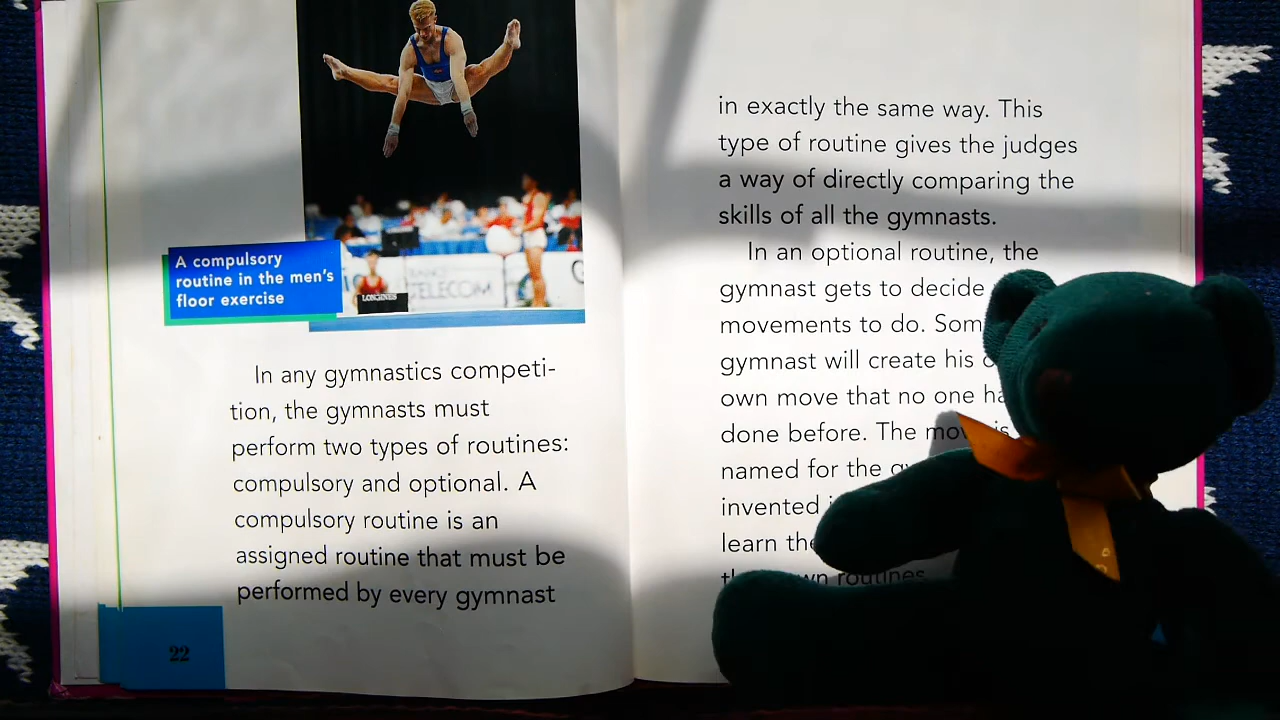 A compulsory
routine in the men's
floor exercise
LONGINES
TELECOM
In any gymnastics competi-
tion, the gymnasts must
perform two types of routines:
compulsory and optional. A
compulsory routine is an
assigned routine that must be
performed by every gymnast
22
in exactly the same way. This
type of routine gives the judges
a way of directly comparing the
skills of all the gymnasts.
In an optional routine, the
gymnast gets to decide
movements to do.
gymnast will create his
own move that no one
done before. The is
named for the
invented
learn
routines